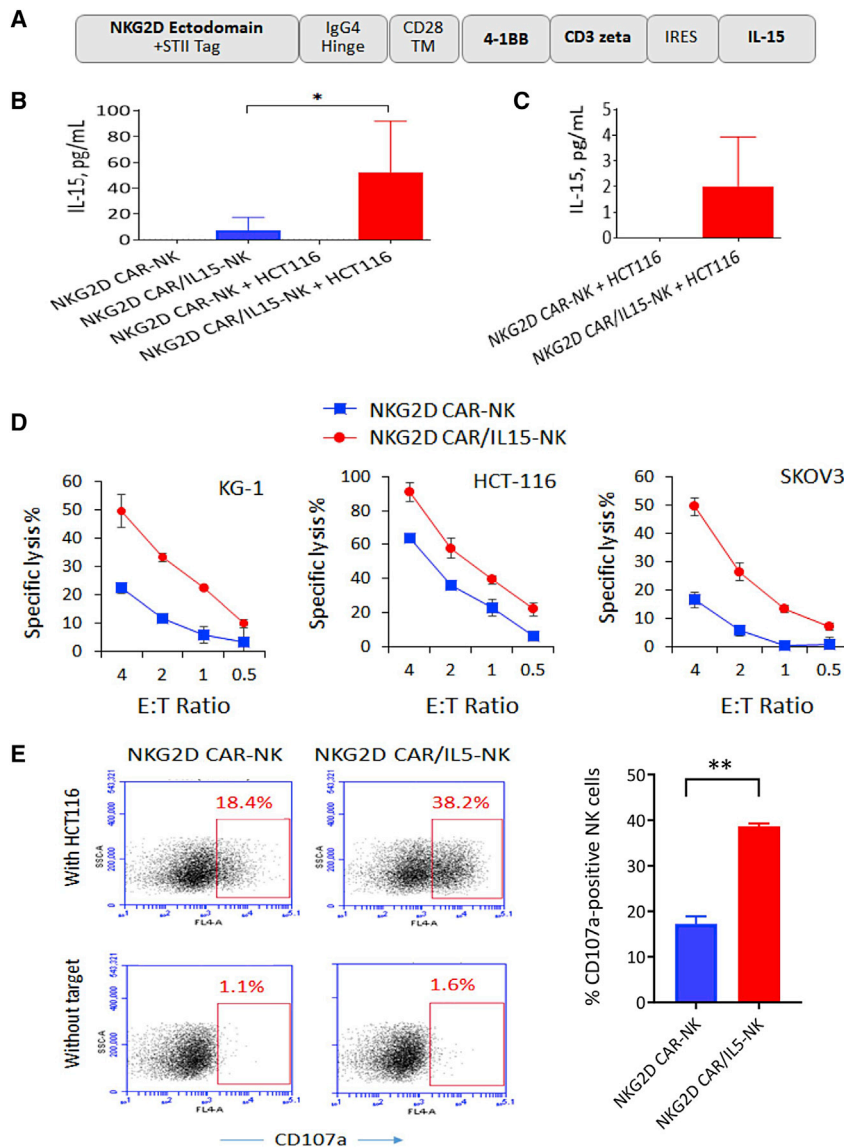 A
NKG2D Ectodomain
+STII Tag
IgG4
Hinge
CD28
TM
4-1BB
CD3 zeta
IRES
IL-15
B
IL-15, pg/mL
100
80
60
40
20
0
*
NKG2D CAR-NK
NKG2D CAR/IL15-NK
NKG2D CAR-NK + HCT116
NKG2D CAR/IL15-NK + HCT116
C
IL-15, pg/mL
5
4
3
2
1
0
NKG2D CAR-NK + HCT116
NKG2D CAR/IL15-NK + HCT116
D
NKG2D CAR-NK
NKG2D CAR/IL15-NK
KG-1
Specific lysis %
60
50
40
30
20
10
0
4 2 1 0.5
E:T Ratio
HCT-116
Specific lysis %
100
80
60
40
20
0
4 2 1 0.5
E:T Ratio
SKOV3
Specific lysis %
60
50
40
30
20
10
0
4 2 1 0.5
E:T Ratio
E
NKG2D CAR-NK
NKG2D CAR/IL5-NK
With HCT116
18.4%
SSC-A
FL4-A
38.2%
SSC-A
FL4-A
Without target
1.1%
SSC-A
FL4-A
1.6%
SSC-A
FL4-A
CD107a
% CD107a-positive NK cells
50
40
30
20
10
0
**
NKG2D CAR-NK
NKG2D CAR/IL5-NK